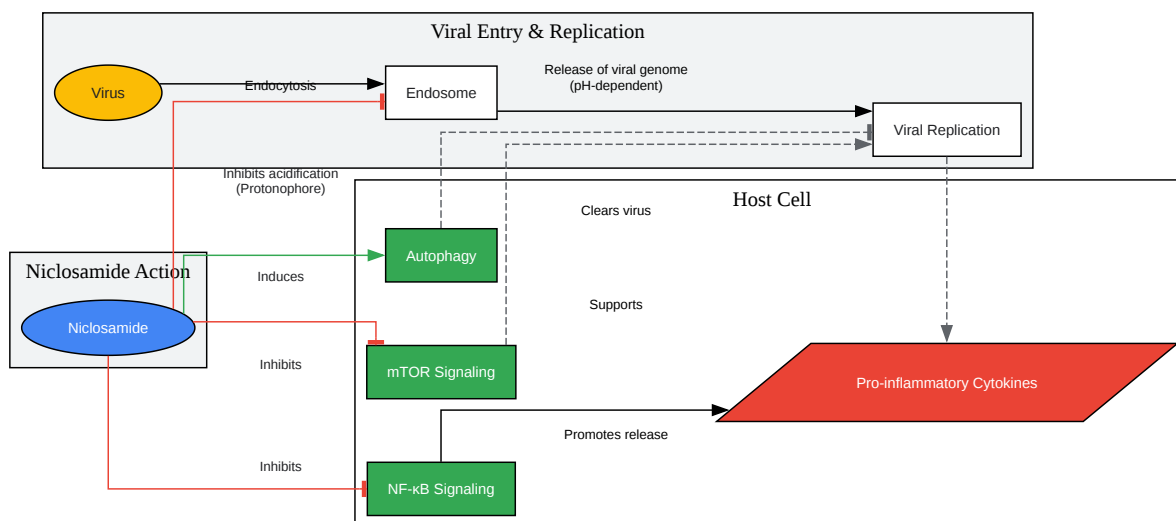 Viral Entry & Replication
Virus
Endocytosis
Endosome
Release of viral genome
(pH-dependent)
Viral Replication
Inhibits acidification
(Protonophore)
Host Cell
Clears virus
Niclosamide Action
Autophagy
Induces
Supports
Niclosamide
Inhibits
mTOR Signaling
Pro-inflammatory Cytokines
Promotes release
Inhibits
NF-κB Signaling